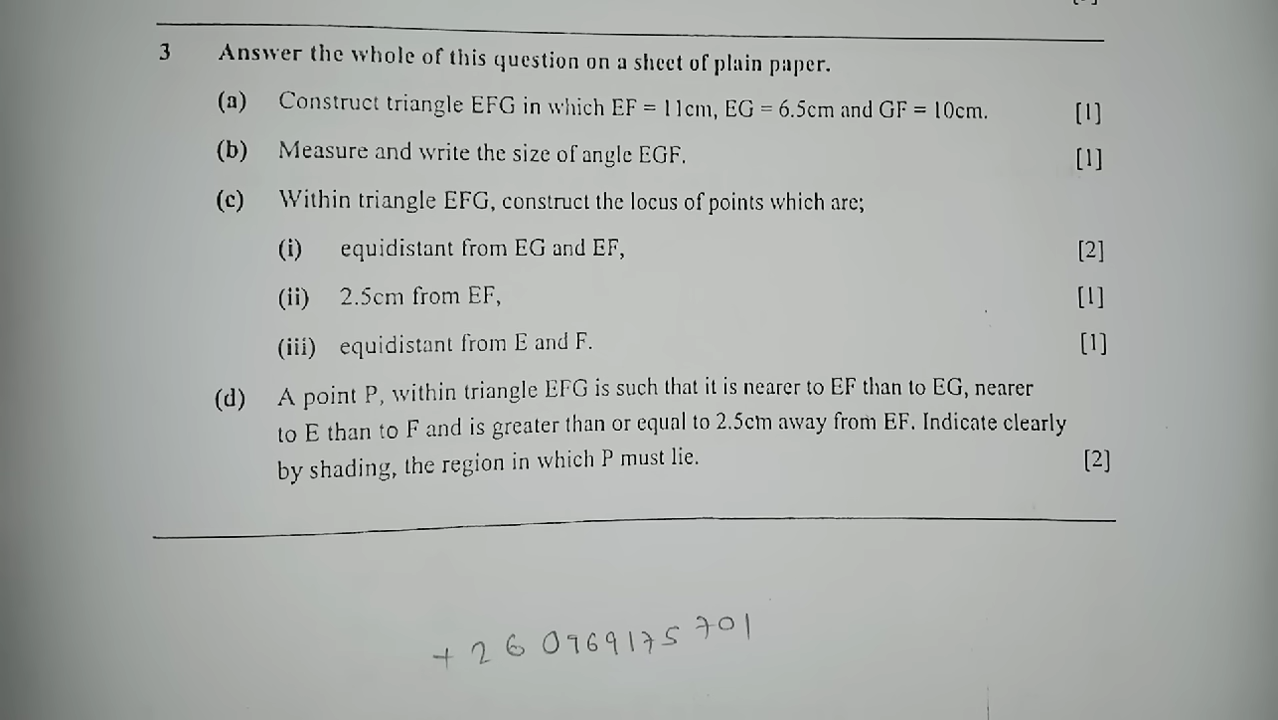 3 Answer the whole of this question on a sheet of plain paper.
(a) Construct triangle EFG in which EF = 11cm, EG = 6.5cm and GF = 10cm. [1]
(b) Measure and write the size of angle EGF. [1]
(c) Within triangle EFG, construct the locus of points which are;
(i) equidistant from EG and EF, [2]
(ii) 2.5cm from EF, [1]
(iii) equidistant from E and F. [1]
(d) A point P, within triangle EFG is such that it is nearer to EF than to EG, nearer
to E than to F and is greater than or equal to 2.5cm away from EF. Indicate clearly
by shading, the region in which P must lie. [2]
+260969175701